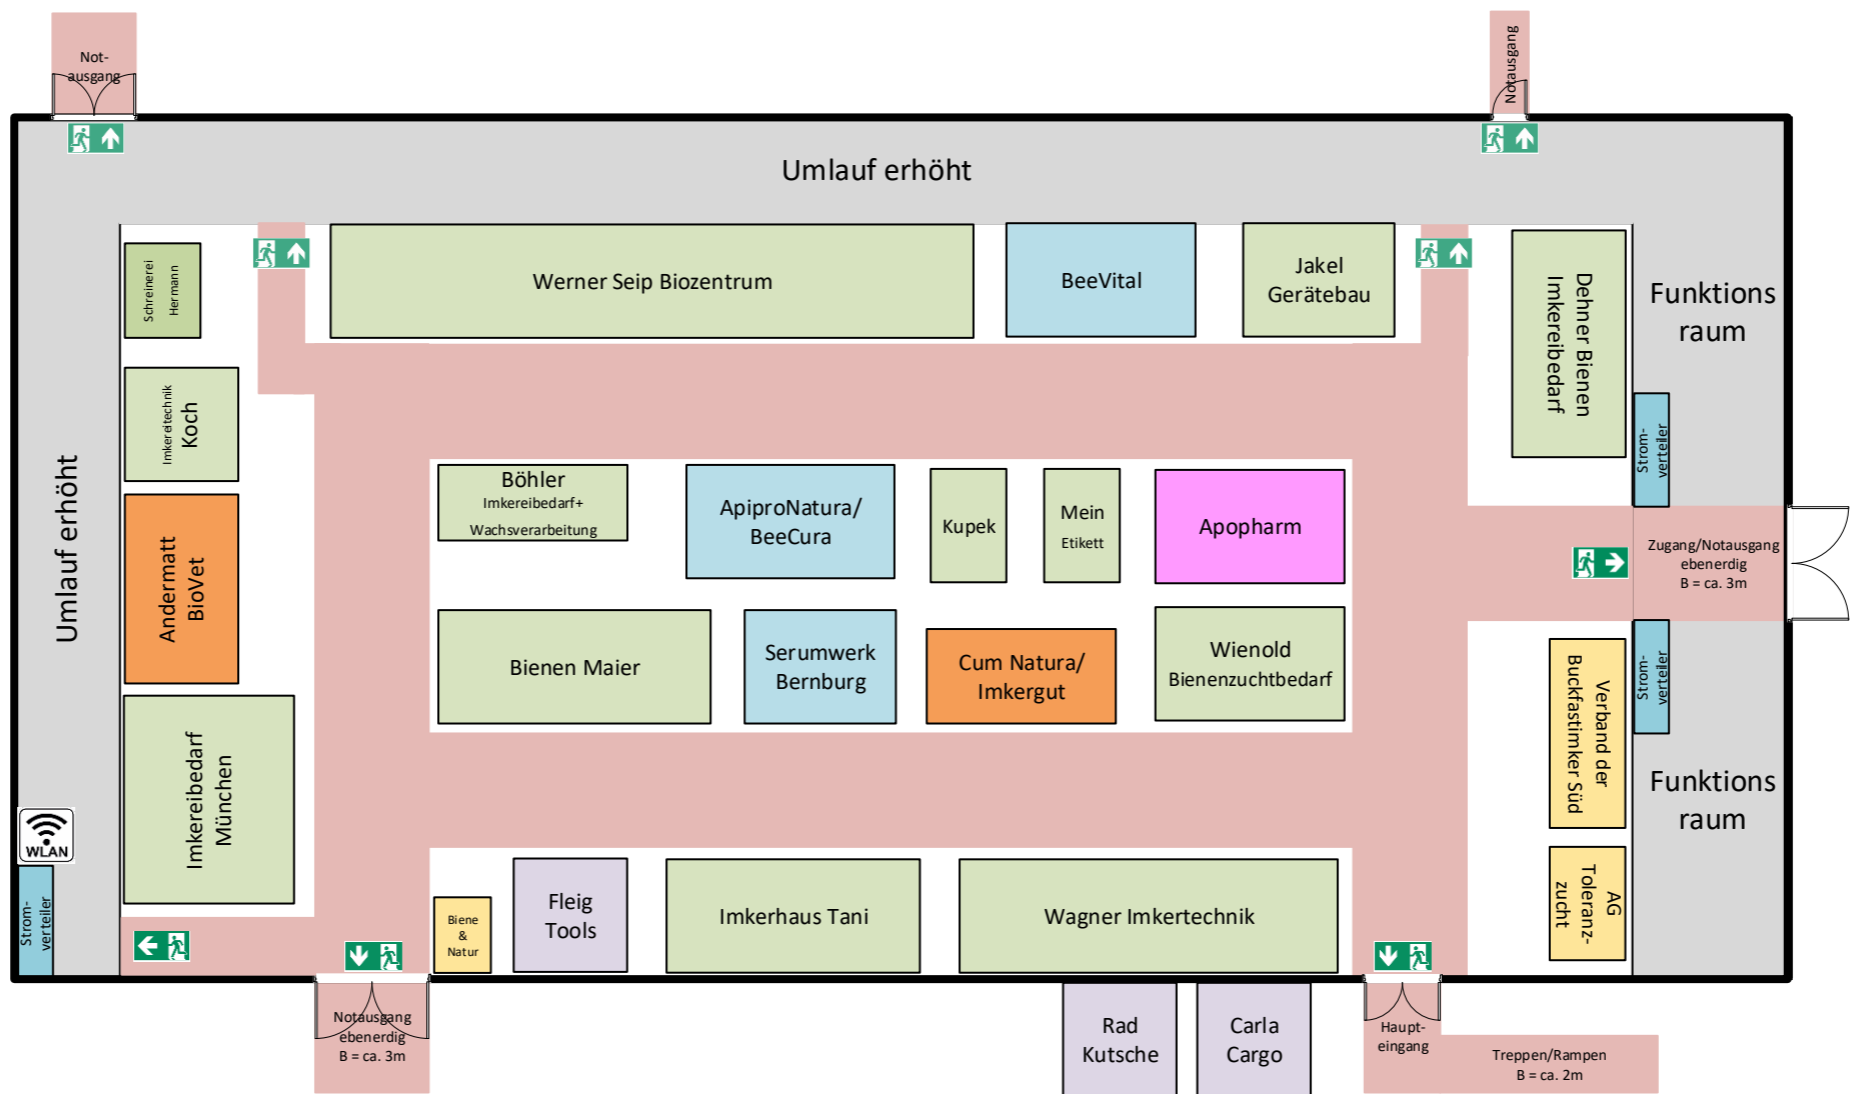 Not-
ausgang
Notausgang
Umlauf erhöht
Werner Seip Biozentrum
BeeVital
Jakel
Gerätebau
Schreinerei
Hermann
Dehner Bienen
Imkereibedarf
Funktions
raum
Imkereitechnik
Koch
Strom-
verteiler
Umlauf erhöht
Andermatt
BioVet
Böhler
Imkereibedarf+
Wachsverarbeitung
ApiproNatura/
BeeCura
Kupek
Mein
Etikett
Apopharm
Zugang/Notausgang
ebenerdig
B = ca. 3m
Bienen Maier
Serumwerk
Bernburg
Cum Natura/
Imkergut
Wienold
Bienenzuchtbedarf
Verband der
Buckfastimker Süd
Strom-
verteiler
Imkereibedarf
München
Funktions
raum
WLAN
Strom-
verteiler
Biene
&
Natur
Fleig
Tools
Imkerhaus Tani
Wagner Imkertechnik
AG
Toleranz-
zucht
Notausgang
ebenerdig
B = ca. 3m
Rad
Kutsche
Carla
Cargo
Haupt-
eingang
Treppen/Rampen
B = ca. 2m